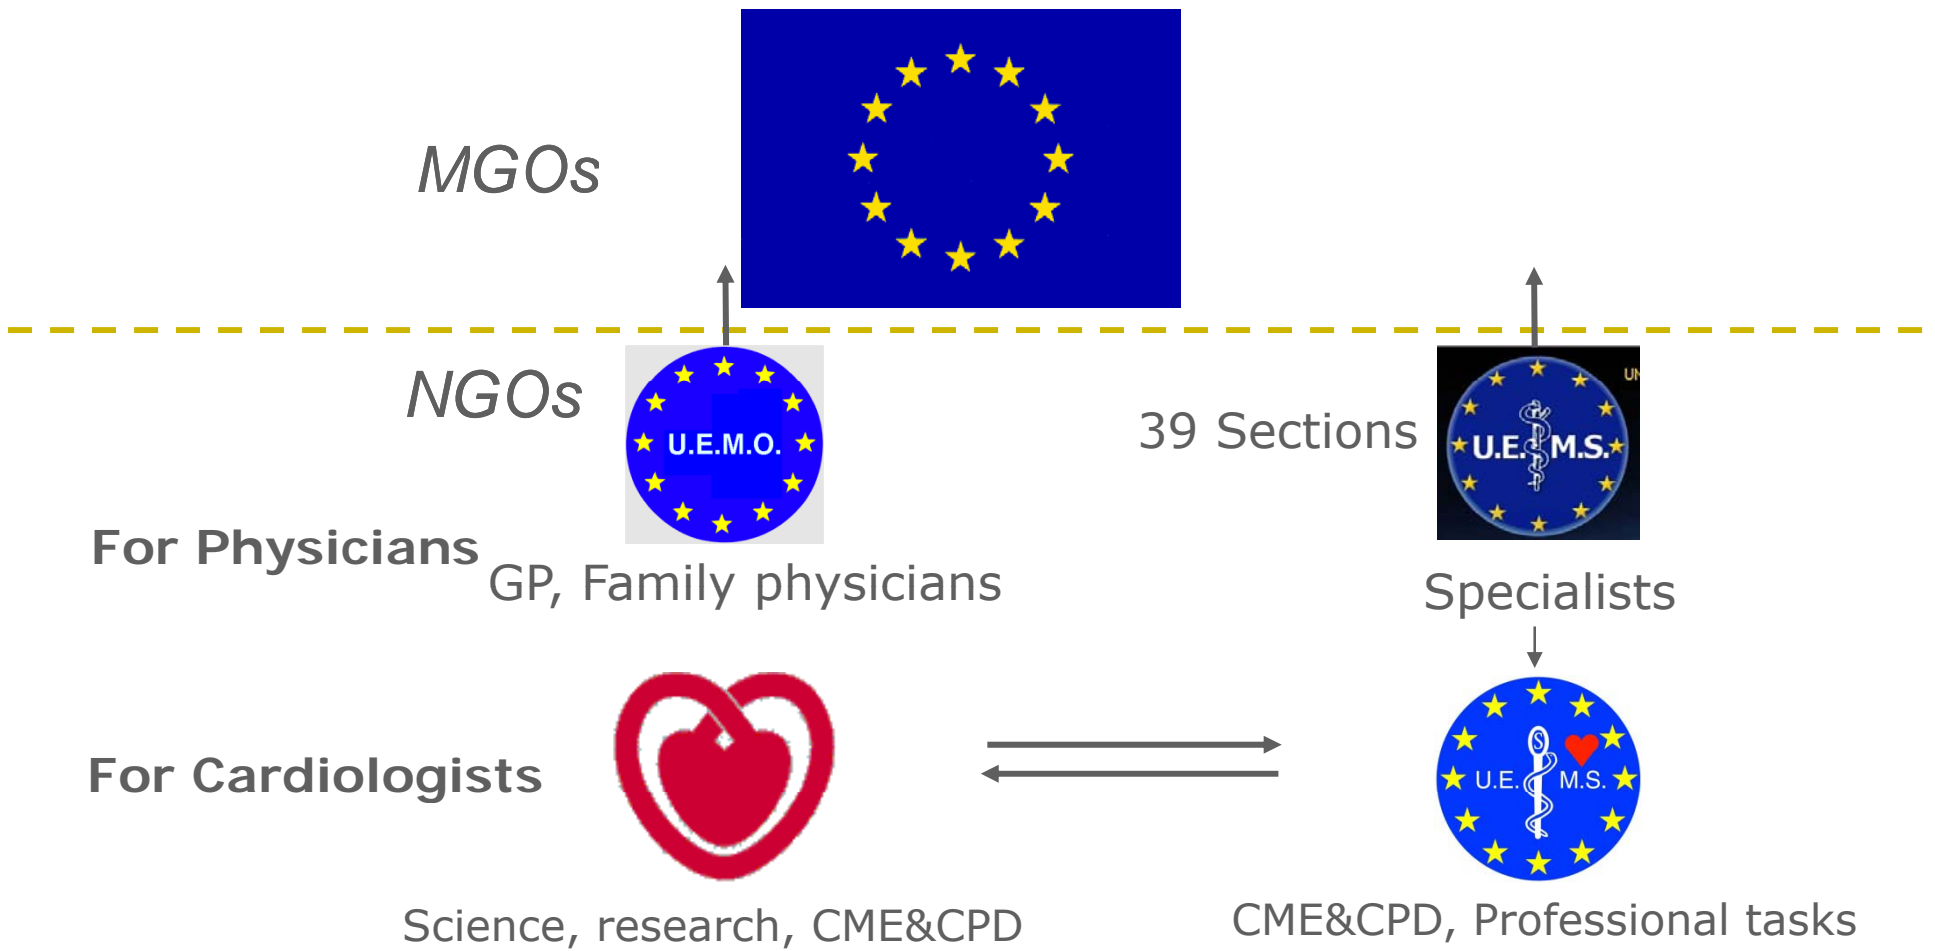 MGOs
NGOs
U.E.M.O.
39 Sections
UN
U.E. M.S.
For Physicians
GP, Family physicians
Specialists
For Cardiologists
S
U.E. M.S.
Science, research, CME&CPD
CME&CPD, Professional tasks